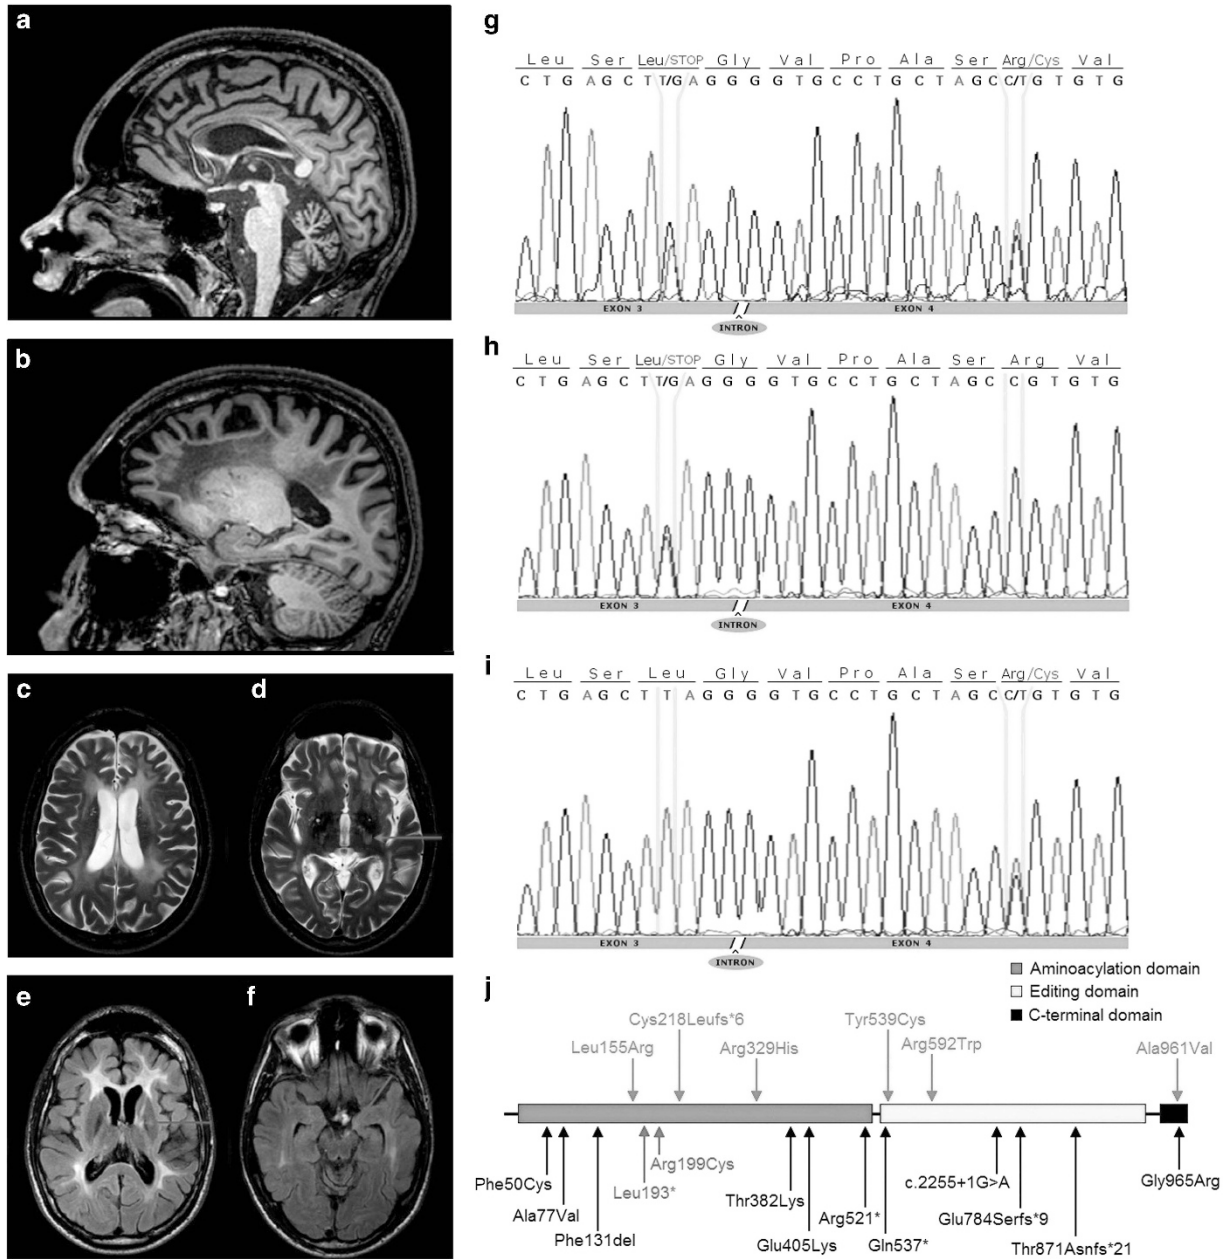 a
b
c
d
e
f
g
Leu Ser Leu/STOP Gly Val Pro Ala Ser Arg/Cys Val
C T G A G C T T/G A G G G G T G C C T G C T A G C C/T G T G T G
EXON 3 EXON 4
INTRON
h
Leu Ser Leu/STOP Gly Val Pro Ala Ser Arg Val
C T G A G C T T/G A G G G G T G C C T G C T A G C C G T G T G
EXON 3 EXON 4
INTRON
i
Leu Ser Leu Gly Val Pro Ala Ser Arg/Cys Val
C T G A G C T T A G G G G T G C C T G C T A G C C/T G T G T G
EXON 3 EXON 4
INTRON
j
Aminoacylation domain
Editing domain
C-terminal domain
Cys218Leufs*6
Tyr539Cys
Leu155Arg
Arg329His
Arg592Trp
Ala961Val
Phe50Cys
Ala77Val
Phe131del
Leu193*
Arg199Cys
Thr382Lys
Glu405Lys
Arg521*
Gln537*
c.2255+1G>A
Glu784Serfs*9
Thr871Asnfs*21
Gly965Arg